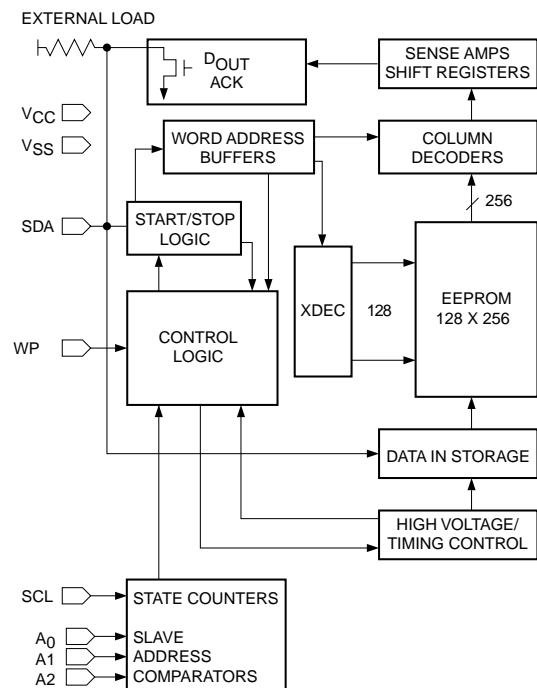 EXTERNAL LOAD
DOUT
ACK
SENSE AMPS
SHIFT REGISTERS
VCC
VSS
WORD ADDRESS
BUFFERS
COLUMN
DECODERS
256
SDA
START/STOP
LOGIC
XDEC
128
EEPROM
128 X 256
WP
CONTROL
LOGIC
DATA IN STORAGE
HIGH VOLTAGE/
TIMING CONTROL
SCL
STATE COUNTERS
A0
SLAVE
A1
ADDRESS
A2
COMPARATORS